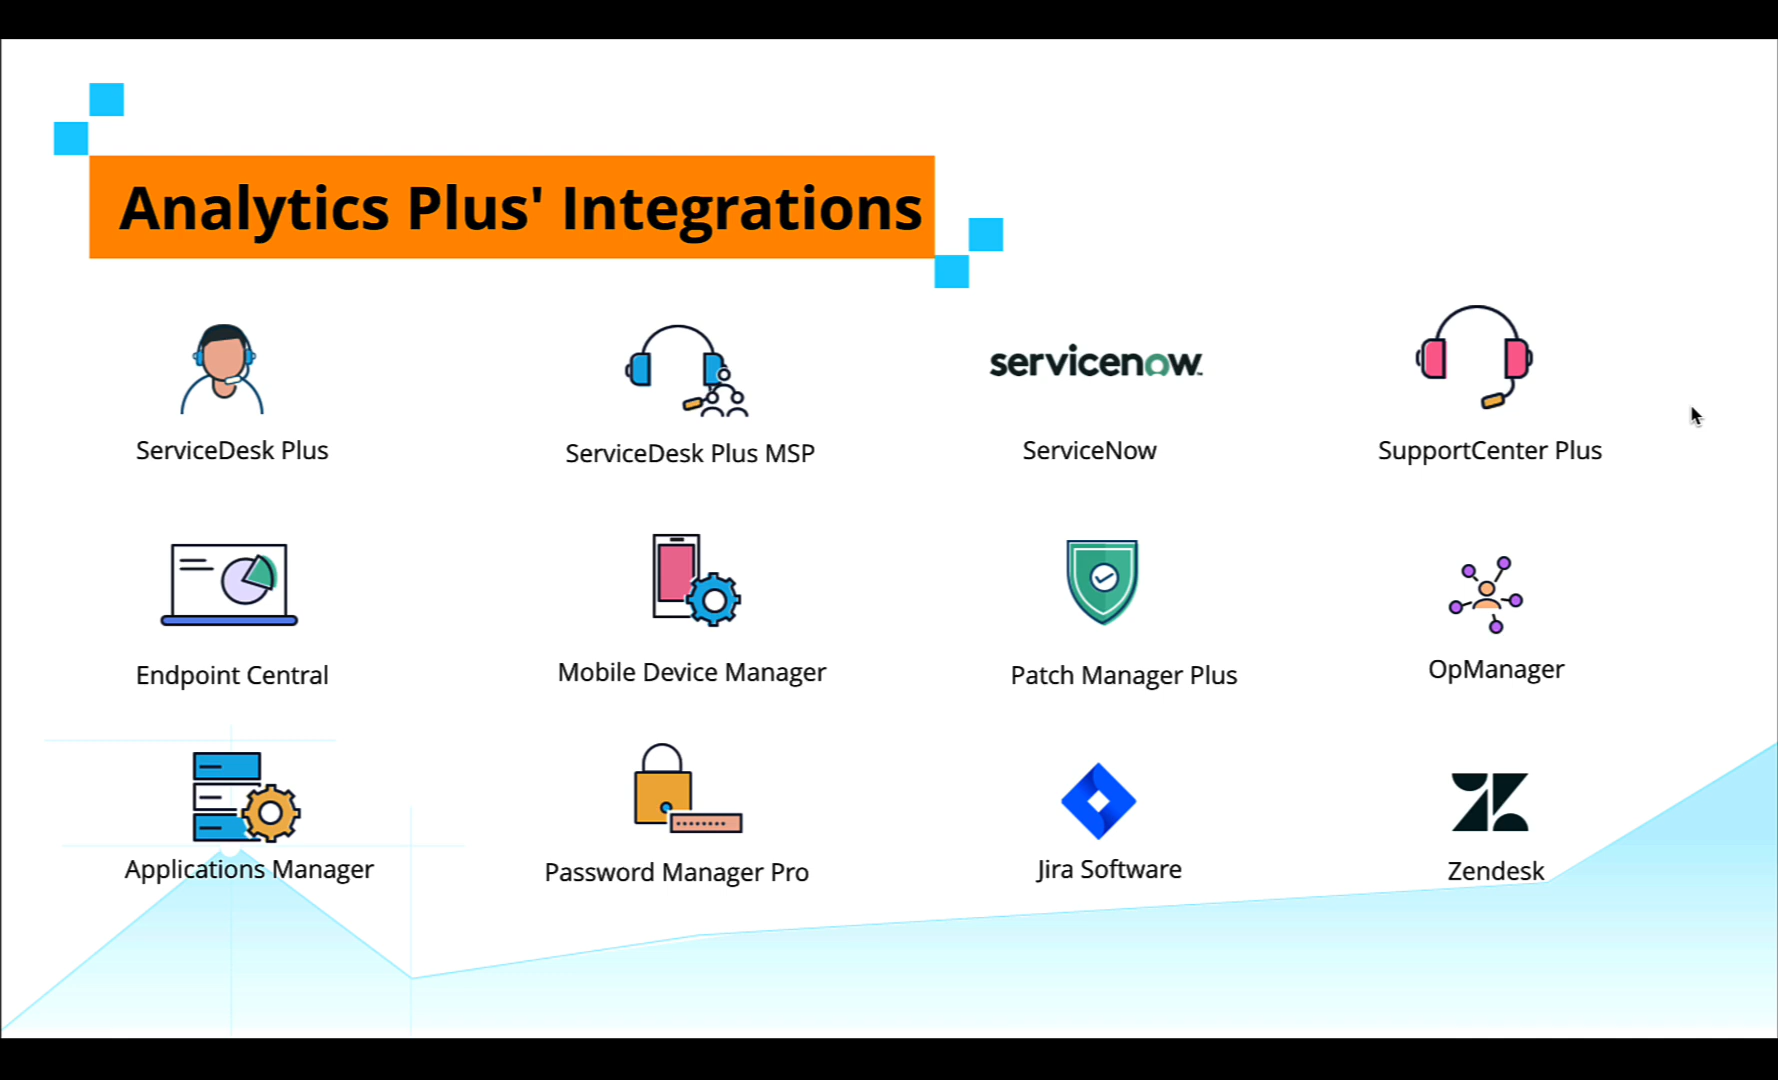 Analytics Plus' Integrations
servicenow
ServiceDesk Plus
ServiceDesk Plus MSP
ServiceNow
SupportCenter Plus
Endpoint Central
Mobile Device Manager
Patch Manager Plus
OpManager
Applications Manager
Password Manager Pro
Jira Software
Zendesk